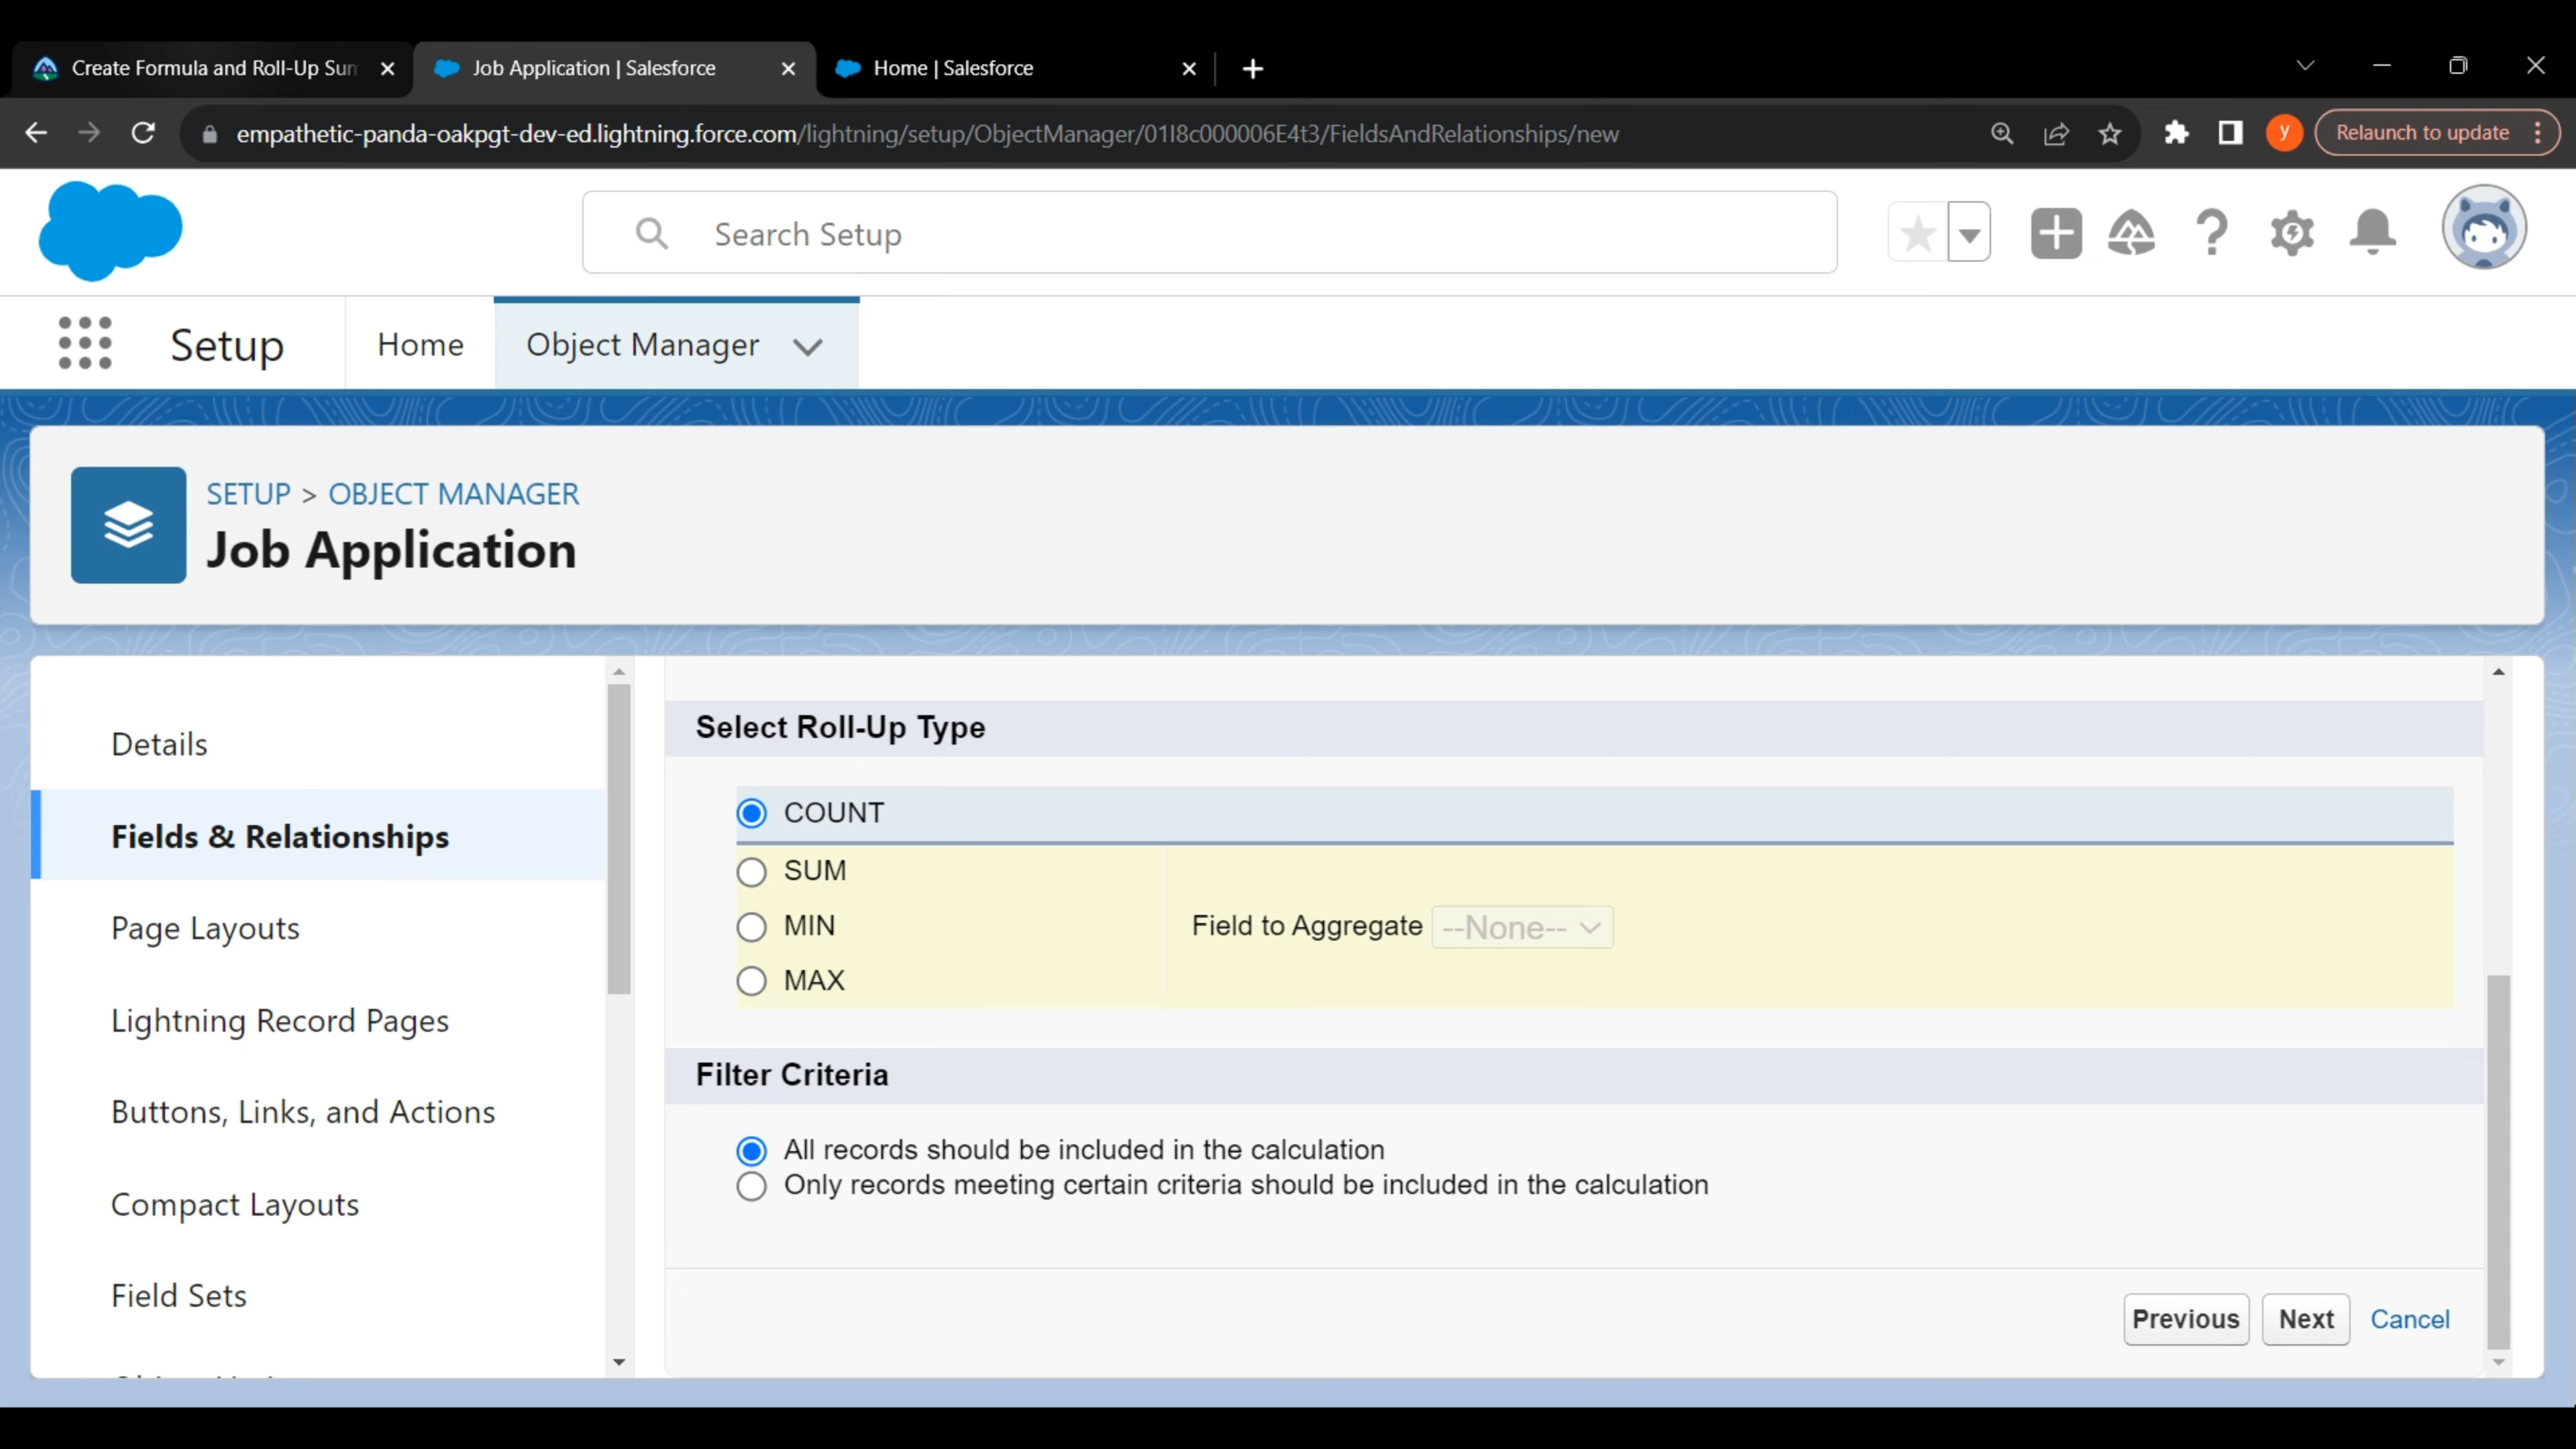 Create Formula and Roll-Up Sum
Job Application | Salesforce
Home | Salesforce
empathetic-panda-oakpgt-dev-ed.lightning.force.com/lightning/setup/ObjectManager/01I8c000006E4t3/FieldsAndRelationships/new
y
Relaunch to update
Search Setup
Setup
Home
Object Manager
SETUP > OBJECT MANAGER
Job Application
Details
Fields & Relationships
Page Layouts
Lightning Record Pages
Buttons, Links, and Actions
Compact Layouts
Field Sets
Select Roll-Up Type
COUNT
SUM
MIN
Field to Aggregate --None--
MAX
Filter Criteria
All records should be included in the calculation
Only records meeting certain criteria should be included in the calculation
Previous
Next
Cancel